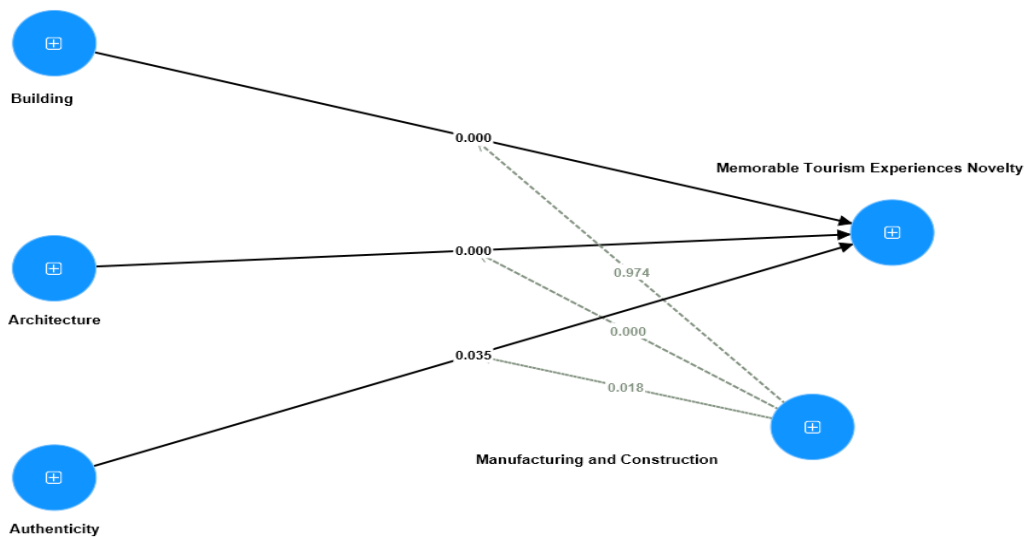 Building
0.000
Memorable Tourism Experiences Novelty
0.000
0.974
Architecture
0.000
0.035
0.018
Manufacturing and Construction
Authenticity